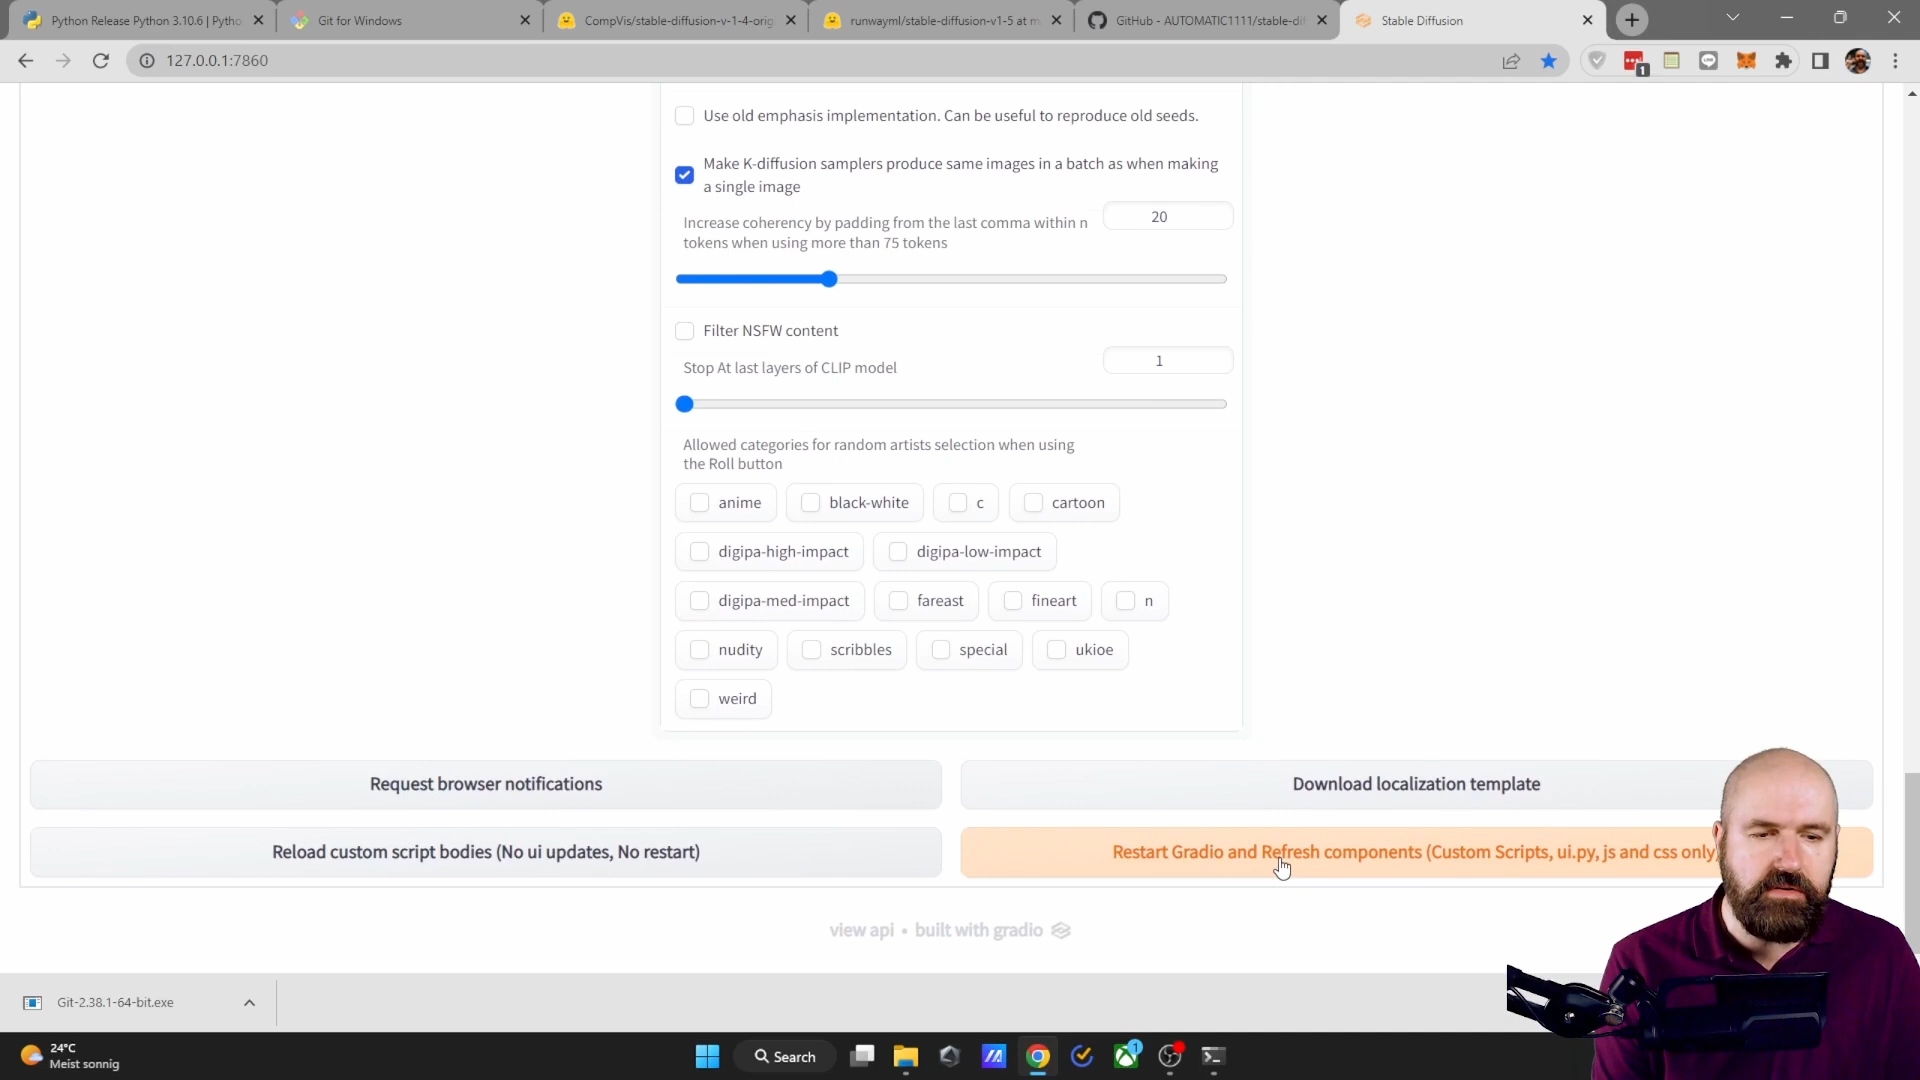 Python Release Python 3.10.6 | Pytho
Git for Windows
CompVis/stable-diffusion-v-1-4-orig
runwayml/stable-diffusion-v1-5 at m
GitHub - AUTOMATIC1111/stable-dif
Stable Diffusion
127.0.0.1:7860
1
Use old emphasis implementation. Can be useful to reproduce old seeds.
Make K-diffusion samplers produce same images in a batch as when making
a single image
Increase coherency by padding from the last comma within n
tokens when using more than 75 tokens
20
Filter NSFW content
Stop At last layers of CLIP model
1
Allowed categories for random artists selection when using
the Roll button
anime
black-white
c
cartoon
digipa-high-impact
digipa-low-impact
digipa-med-impact
fareast
fineart
n
nudity
scribbles
special
ukioe
weird
Request browser notifications
Download localization template
Reload custom script bodies (No ui updates, No restart)
Restart Gradio and Refresh components (Custom Scripts, ui.py, js and css only)
view api • built with gradio
Git-2.38.1-64-bit.exe
24°C
Meist sonnig
Search
1